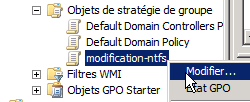 Objets de stratégie de groupe
Default Domain Controllers P
Default Domain Policy
modification-ntfs
Modifier...
Filtres WMI
État GPO
Objets GPO Starter